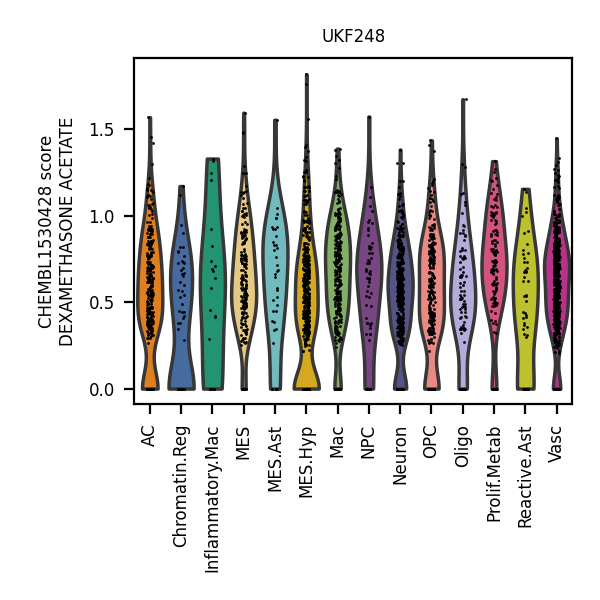 UKF248
CHEMBL1530428 score
DEXAMETHASONE ACETATE
1.5
1.0
0.5
0.0
AC
Chromatin.Reg
Inflammatory.Mac
MES
MES.Ast
MES.Hyp
Mac
NPC
Neuron
OPC
Oligo
Prolif.Metab
Reactive.Ast
Vasc